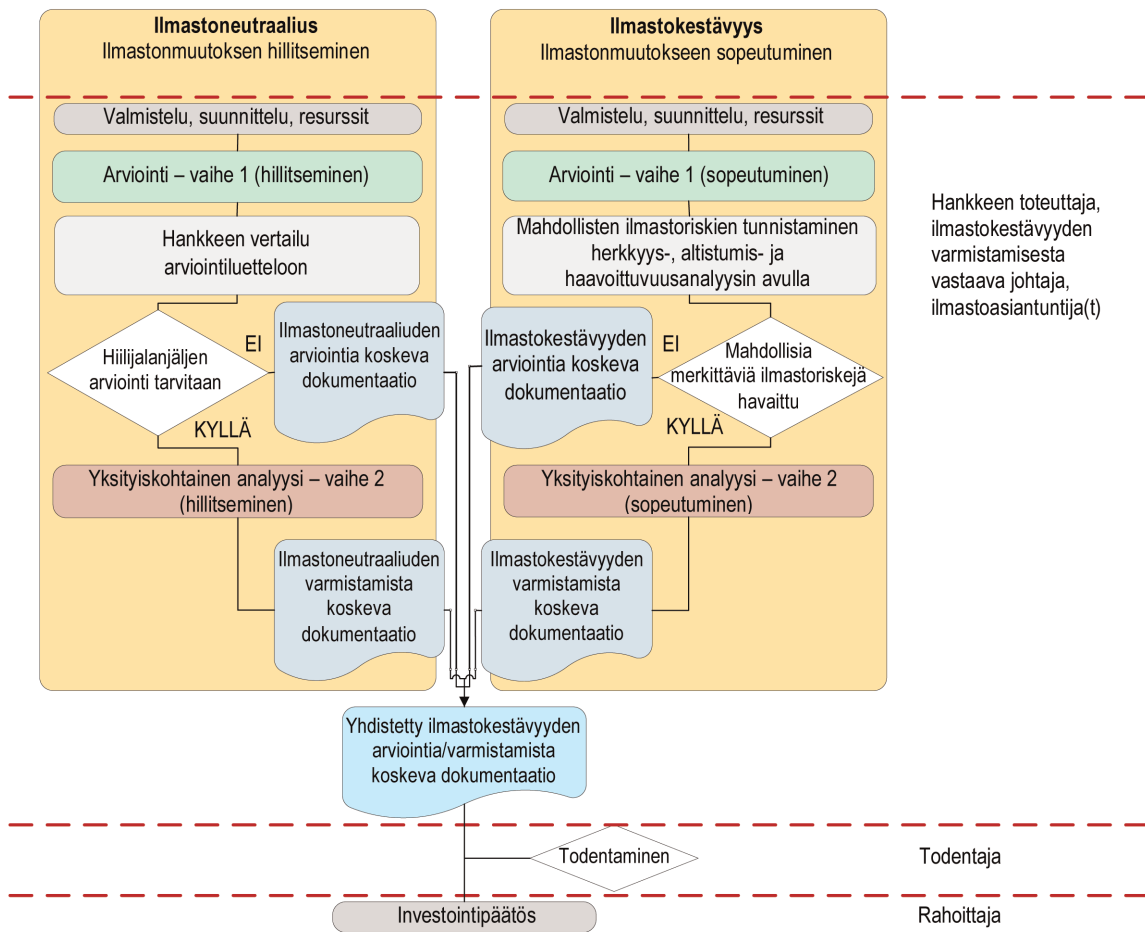 Ilmastoneutraalius
Ilmastonmuutoksen hillitseminen
Valmistelu, suunnittelu, resurssit
Arviointi – vaihe 1 (hillitseminen)
Hankkeen vertailu
arviointiluetteloon
Hiilijalanjäljen
arviointi tarvitaan
EI
KYLLÄ
Ilmastoneutraaliuden
arviointia koskeva
dokumentaatio
Yksityiskohtainen analyysi – vaihe 2
(hillitseminen)
Ilmastoneutraaliuden
varmistamista
koskeva
dokumentaatio
Ilmastokestävyys
Ilmastonmuutokseen sopeutuminen
Valmistelu, suunnittelu, resurssit
Arviointi – vaihe 1 (sopeutuminen)
Mahdollisten ilmastoriskien tunnistaminen
herkkyys-, altistumis- ja
haavoittuvuusanalyysin avulla
Ilmastokestävyyden
arviointia koskeva
dokumentaatio
EI
Mahdollisia
merkittäviä ilmastoriskejä
havaittu
KYLLÄ
Yksityiskohtainen analyysi – vaihe 2
(sopeutuminen)
Ilmastokestävyyden
varmistamista
koskeva
dokumentaatio
Hankkeen toteuttaja,
ilmastokestävyyden
varmistamisesta
vastaava johtaja,
ilmastoasiantuntija(t)
Yhdistetty ilmastokestävyyden
arviointia/varmistamista
koskeva dokumentaatio
Todentaminen
Todentaja
Investointipäätös
Rahoittaja